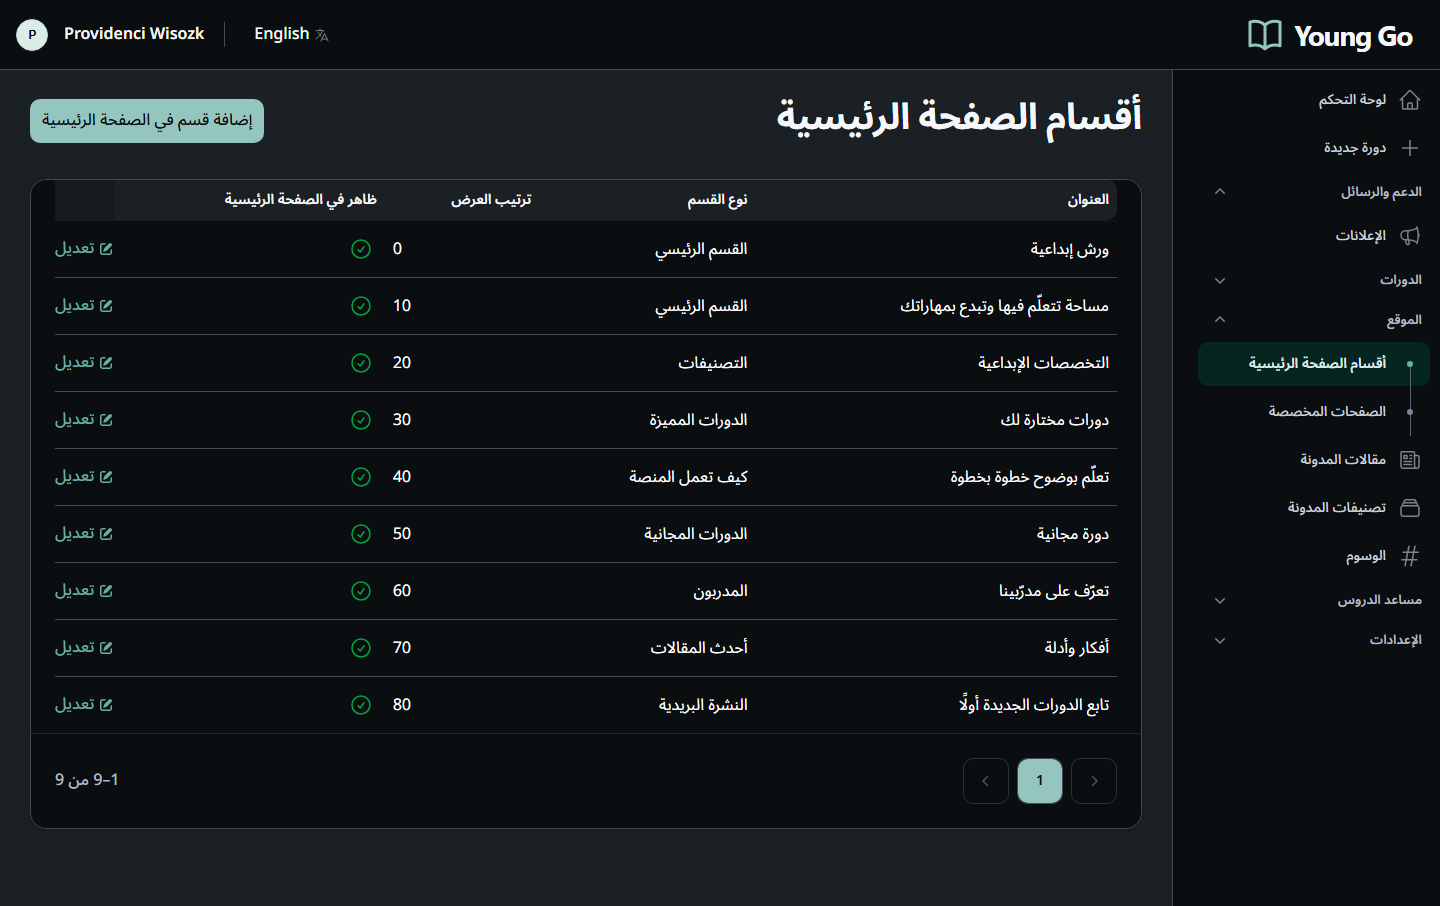 Young Go
English
Providenci Wisozk
P
لوحة التحكم
دورة جديدة
الدعم والرسائل
الإعلانات
الدورات
الموقع
أقسام الصفحة الرئيسية
الصفحات المخصصة
مقالات المدونة
تصنيفات المدونة
الوسوم
مساعد الدروس
الإعدادات
أقسام الصفحة الرئيسية
إضافة قسم في الصفحة الرئيسية
العنوان نوع القسم ترتيب العرض ظاهر في الصفحة الرئيسية
ورش إبداعية القسم الرئيسي 0 تعديل
مساحة تتعلّم فيها وتبدع بمهاراتك القسم الرئيسي 10 تعديل
التخصصات الإبداعية التصنيفات 20 تعديل
دورات مختارة لك الدورات المميزة 30 تعديل
تعلّم بوضوح خطوة بخطوة كيف تعمل المنصة 40 تعديل
دورة مجانية الدورات المجانية 50 تعديل
تعرّف على مدرّبينا المدربون 60 تعديل
أفكار وأدلة أحدث المقالات 70 تعديل
تابع الدورات الجديدة أولًا النشرة البريدية 80 تعديل
1
1–9 من 9